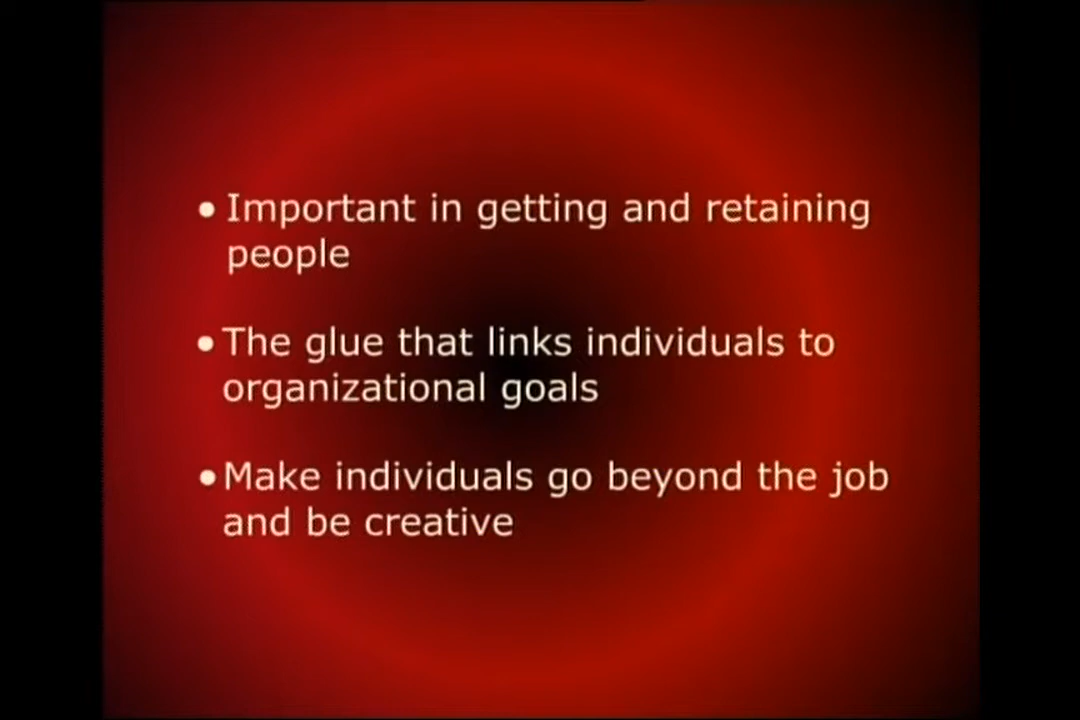 • Important in getting and retaining
people
• The glue that links individuals to
organizational goals
• Make individuals go beyond the job
and be creative